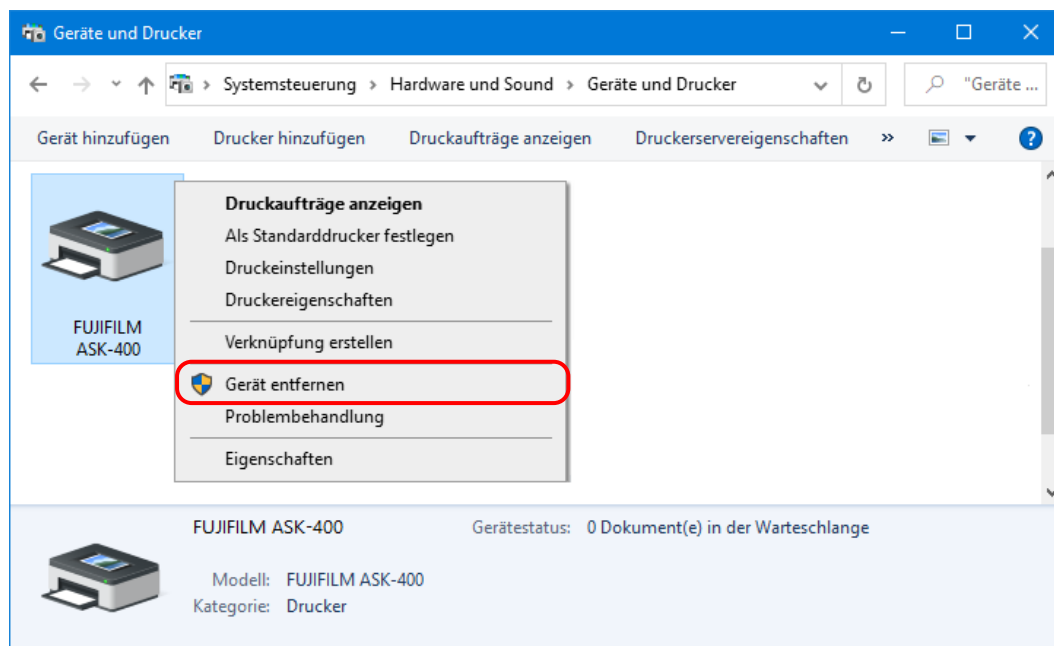 Geräte und Drucker
Systemsteuerung > Hardware und Sound > Geräte und Drucker
"Geräte ...
Gerät hinzufügen Drucker hinzufügen Druckaufträge anzeigen Druckerservereigenschaften »
Druckaufträge anzeigen
Als Standarddrucker festlegen
Druckeinstellungen
Druckereigenschaften
Verknüpfung erstellen
Gerät entfernen
Problembehandlung
Eigenschaften
FUJIFILM
ASK-400
FUJIFILM ASK-400 Gerätestatus: 0 Dokument(e) in der Warteschlange
Modell: FUJIFILM ASK-400
Kategorie: Drucker